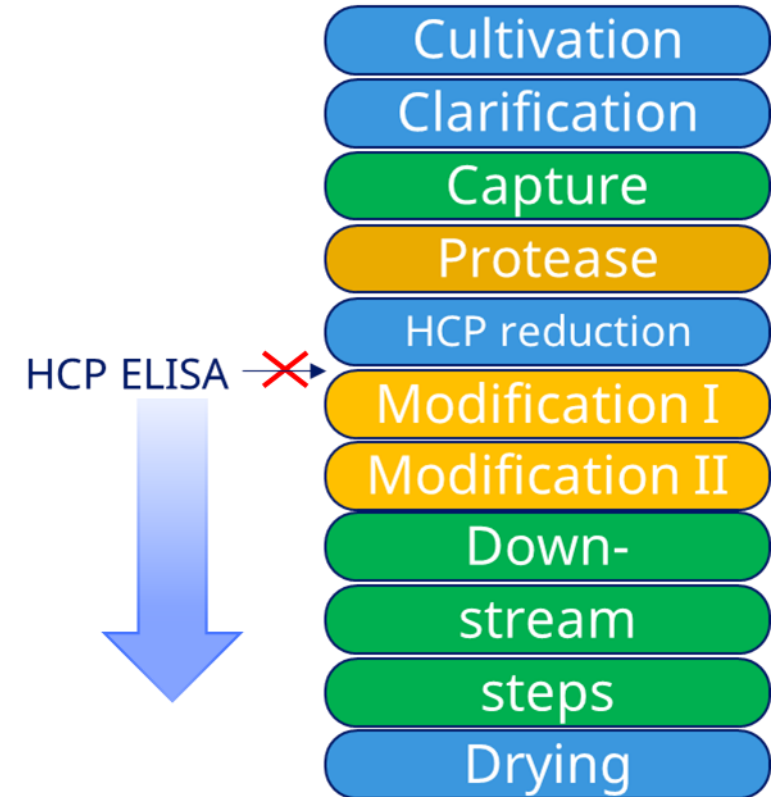 Cultivation
Clarification
Capture
Protease
HCP reduction
HCP ELISA
Modification I
Modification II
Down-
stream
steps
Drying